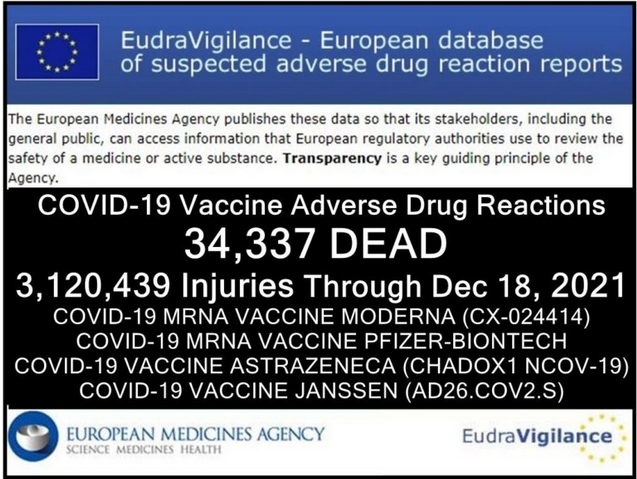 EudraVigilance - European database
of suspected adverse drug reaction reports
The European Medicines Agency publishes these data so that its stakeholders, including the
general public, can access information that European regulatory authorities use to review the
safety of a medicine or active substance. Transparency is a key guiding principle of the
Agency.
COVID-19 Vaccine Adverse Drug Reactions
34,337 DEAD
3,120,439 Injuries Through Dec 18, 2021
COVID-19 MRNA VACCINE MODERNA (CX-024414)
COVID-19 MRNA VACCINE PFIZER-BIONTECH
COVID-19 VACCINE ASTRAZENECA (CHADOX1 NCOV-19)
COVID-19 VACCINE JANSSEN (AD26.COV2.S)
EUROPEAN MEDICINES AGENCY
SCIENCE MEDICINES HEALTH
EudraVigilance